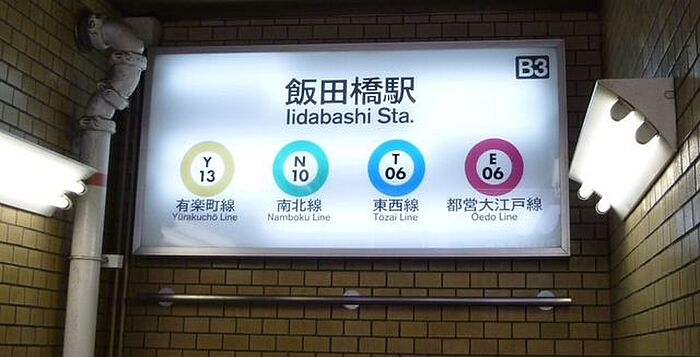 B3
飯田橋駅
Iidabashi Sta.
Y 13
N 10
T 06
E 06
有楽町線
Yūrakuchō Line
南北線
Namboku Line
東西線
Tōzai Line
都営大江戸線
Ōedo Line